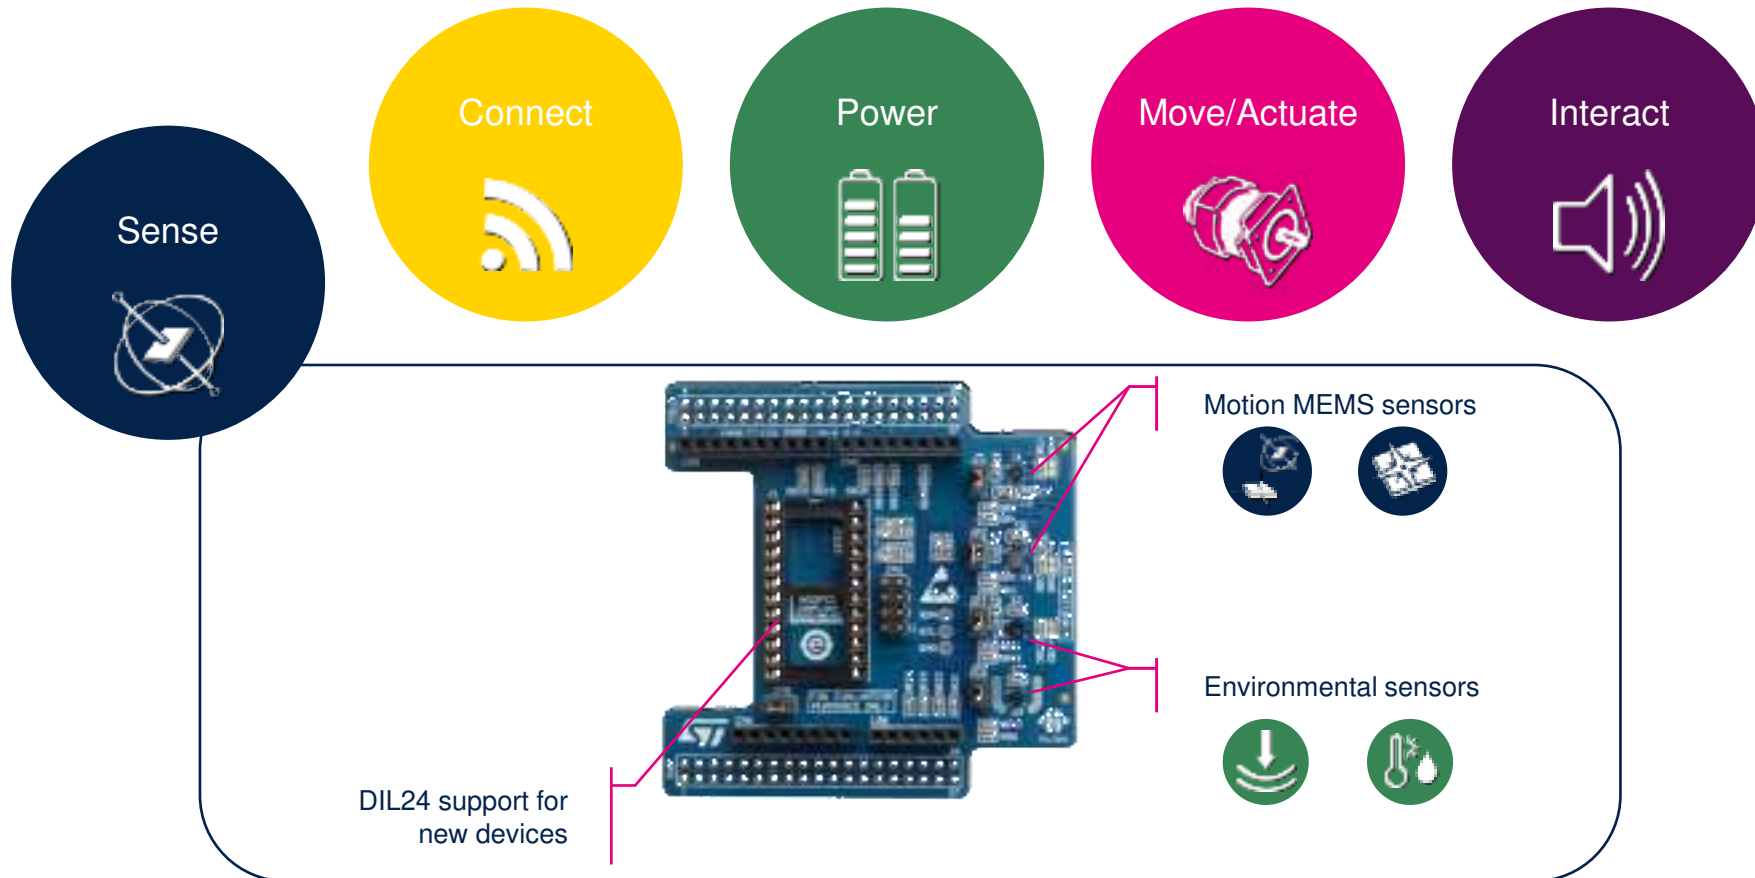 Connect
Power
Move/Actuate
Interact
Sense
Motion MEMS sensors
Environmental sensors
DIL24 support for
new devices